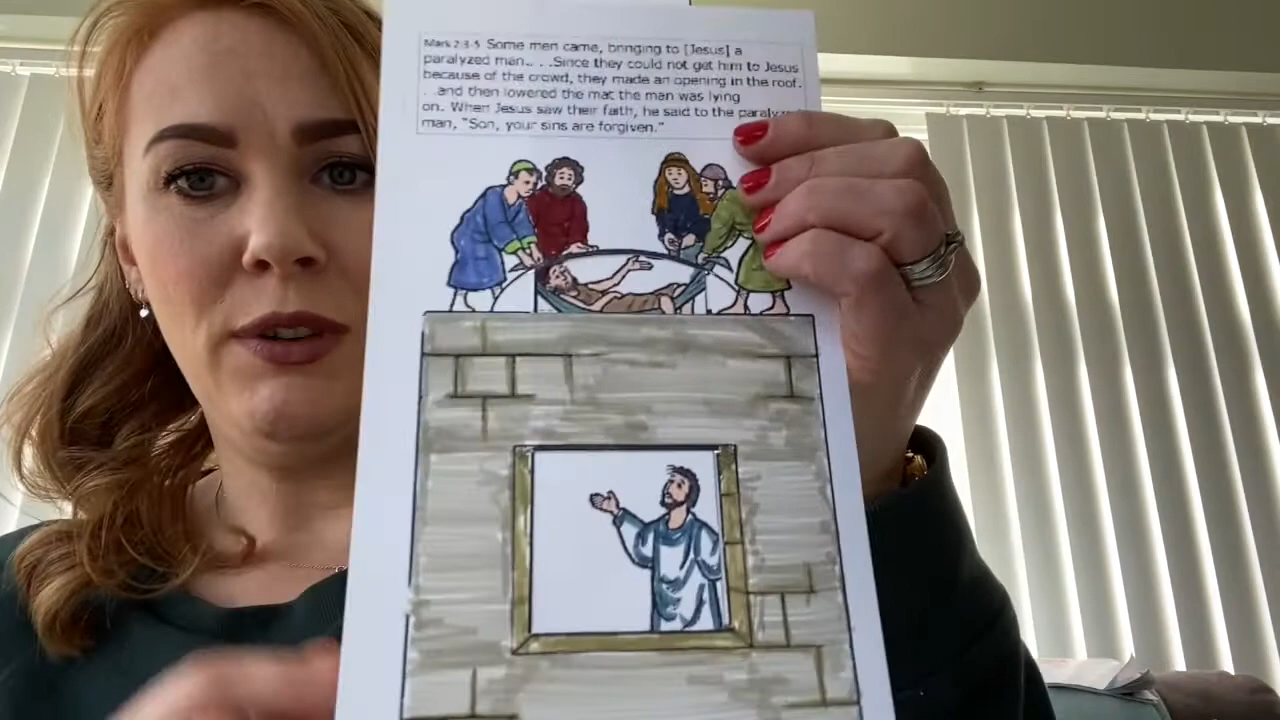 Mark 2:3-5 Some men came, bringing to [Jesus] a
paralyzed man.. . .Since they could not get him to Jesus
because of the crowd, they made an opening in the roof.
. .and then lowered the mat the man was lying
on. When Jesus saw their faith, he said to the
man, "Son, your sins are forgiven."